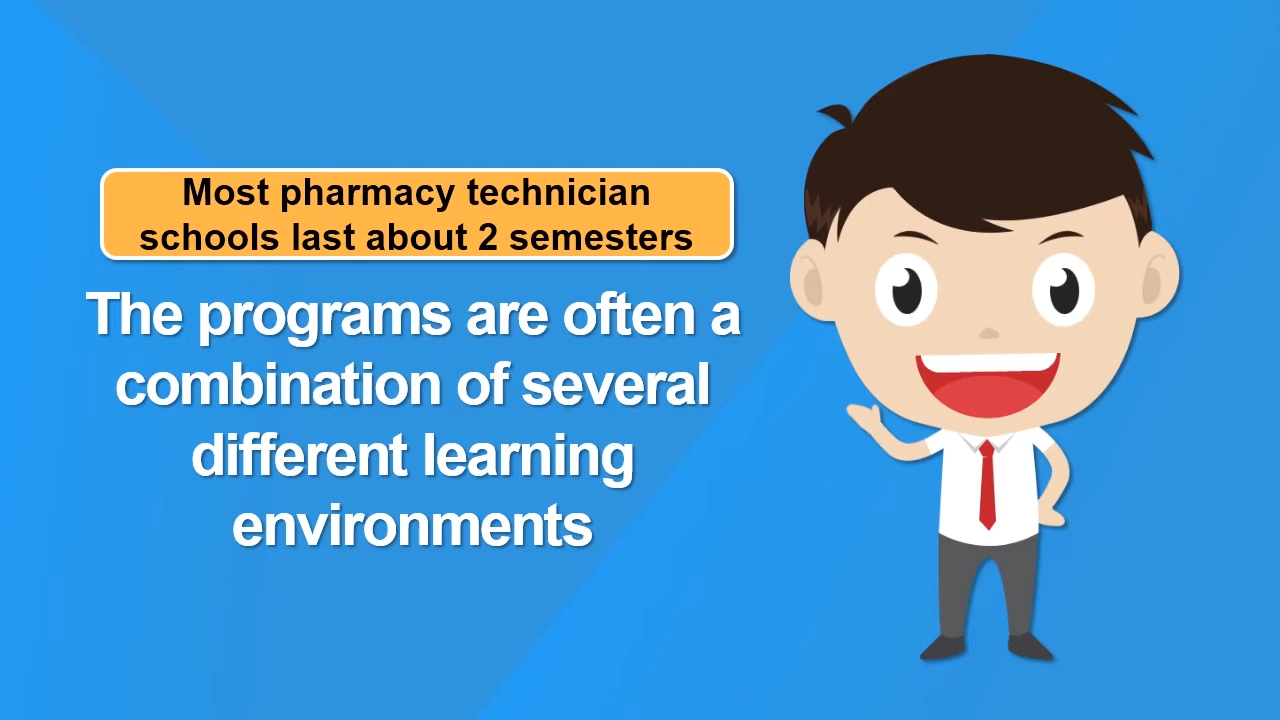 Most pharmacy technician
schools last about 2 semesters
The programs are often a
combination of several
different learning
environments